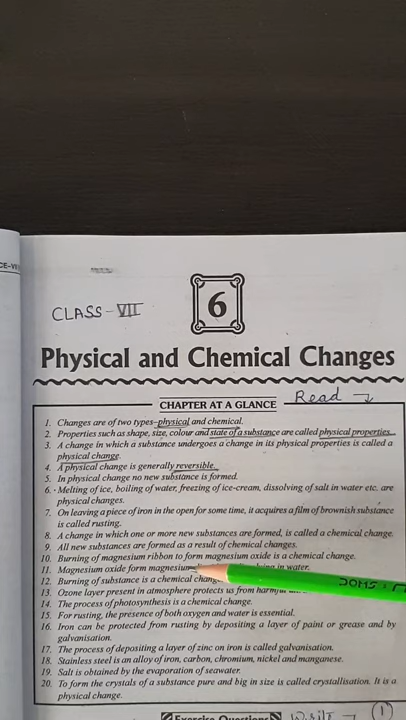 CE-VII
CLASS-VII
6
Physical and Chemical Changes
CHAPTER AT A GLANCE
Read
1. Changes are of two types-physical and chemical.
2. Properties such as shape, size, colour and state of a substance are called physical properties.
3. A change in which a substance undergoes a change in its physical properties is called a
physical change.
4. A physical change is generally reversible.
5. In physical change no new substance is formed.
6. Melting of ice, boiling of water, freezing of ice-cream, dissolving of salt in water etc. are
physical changes.
7. On leaving a piece of iron in the open for some time, it acquires a film of brownish substance
is called rusting.
8. A change in which one or more new substances are formed, is called a chemical change.
9. All new substances are formed as a result of chemical changes.
10. Burning of magnesium ribbon to form magnesium oxide is a chemical change.
11. Magnesium oxide form magnesium in water.
12. Burning of substance is a chemical
13. Ozone layer present in atmosphere protects us from
14. The process of photosynthesis is a chemical change.
15. For rusting, the presence of both oxygen and water is essential.
16. Iron can be protected from rusting by depositing a layer of paint or grease and by
galvanisation.
17. The process of depositing a layer of zinc on iron is called galvanisation.
18. Stainless steel is an alloy of iron, carbon, chromium, nickel and manganese.
19. Salt is obtained by the evaporation of seawater.
20. To form the crystals of a substance pure and big in size is called crystallisation. It is a
physical change.
DOMS
Exercise Questions
Write
1